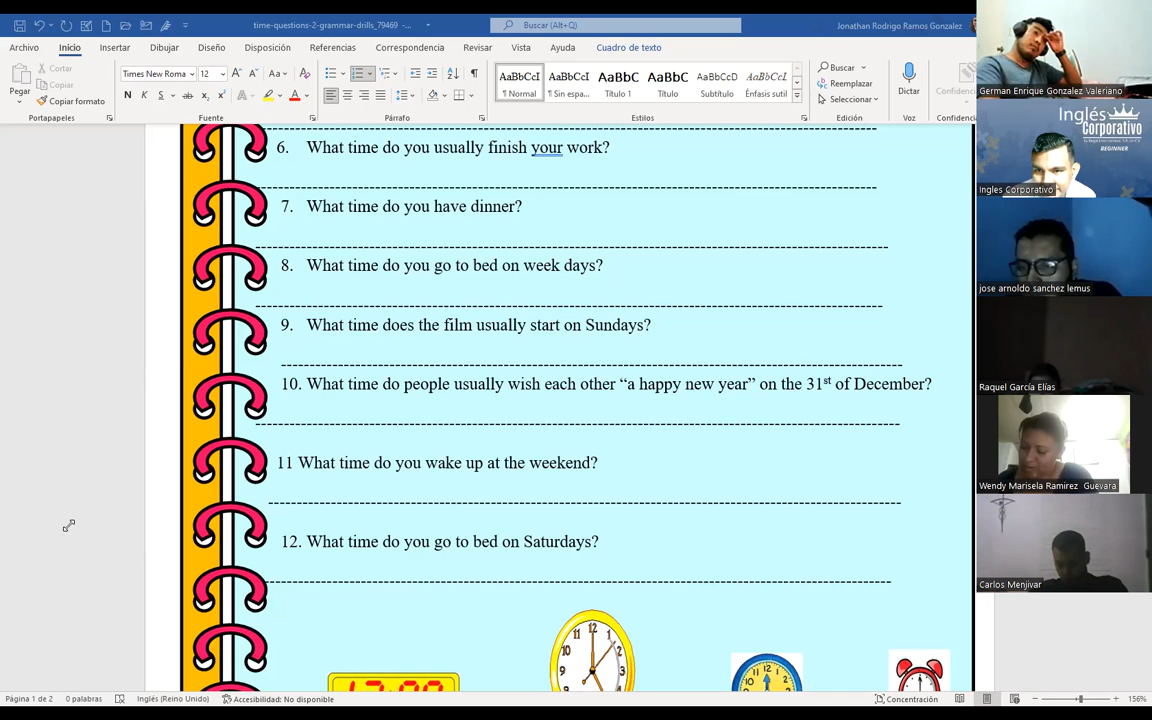 time-questions-2-grammar-drills_79469 -...
Buscar (Alt+Q)
Jonathan Rodrigo Ramos Gonzalez
Archivo Inicio Insertar Dibujar Diseño Disposición Referencias Correspondencia Revisar Vista Ayuda Cuadro de texto
Pegar
Cortar
Copiar
Copiar formato
Times New Roma 12
Portapapeles Fuente Párrafo Estilos Edición Voz
AaBbCcI AaBbCcI AaBbC AaBbC AaBbCcD AaBbCcI
¶ Normal ¶ Sin espa... Título 1 Título Subtítulo Énfasis sutil
Buscar
Reemplazar
Seleccionar
Dictar
Confidenci
Confidenci
6. What time do you usually finish your work?
7. What time do you have dinner?
8. What time do you go to bed on week days?
9. What time does the film usually start on Sundays?
10. What time do people usually wish each other “a happy new year” on the 31st of December?
11 What time do you wake up at the weekend?
12. What time do you go to bed on Saturdays?
Página 1 de 2 0 palabras Inglés (Reino Unido) Accesibilidad: No disponible
Concentración 156%
German Enrique Gonzalez Valeriano
Inglés
Corporativo
BEGINNER
Ingles Corporativo
jose arnoldo sanchez lemus
Raquel García Elías
Wendy Marisela Ramirez Guevara
Carlos Menjivar